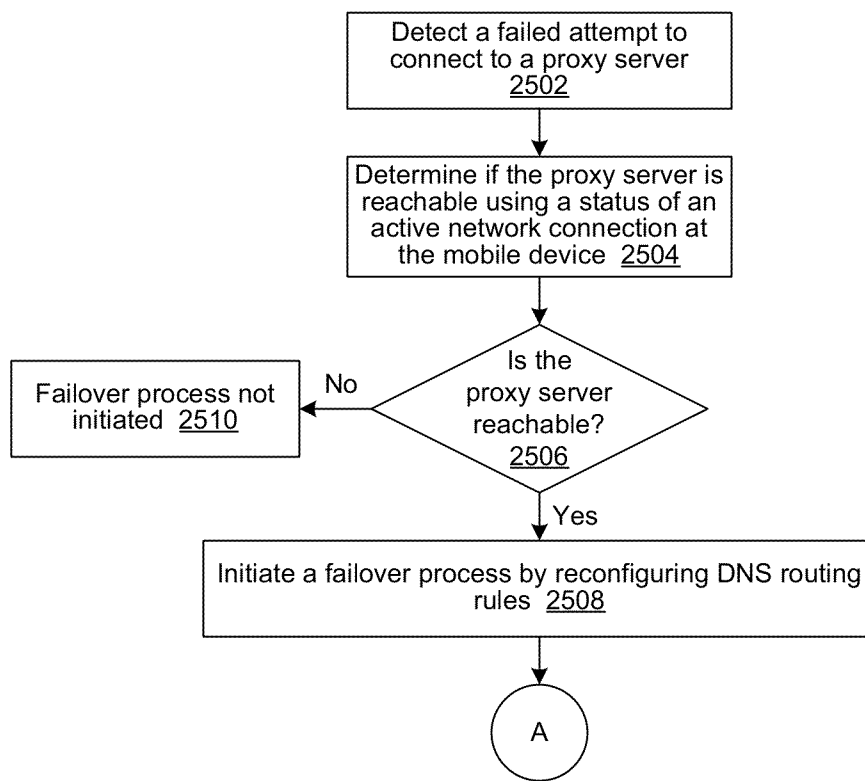 Detect a failed attempt to
connect to a proxy server
2502
Determine if the proxy server is
reachable using a status of an
active network connection at
the mobile device 2504
Is the
proxy server
reachable?
2506
No
Failover process not
initiated 2510
Yes
Initiate a failover process by reconfiguring DNS routing
rules 2508
A